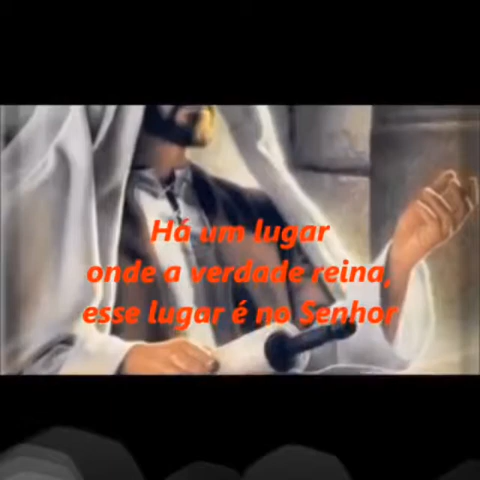 Há um lugar
onde a verdade reina,
esse lugar é no Senhor